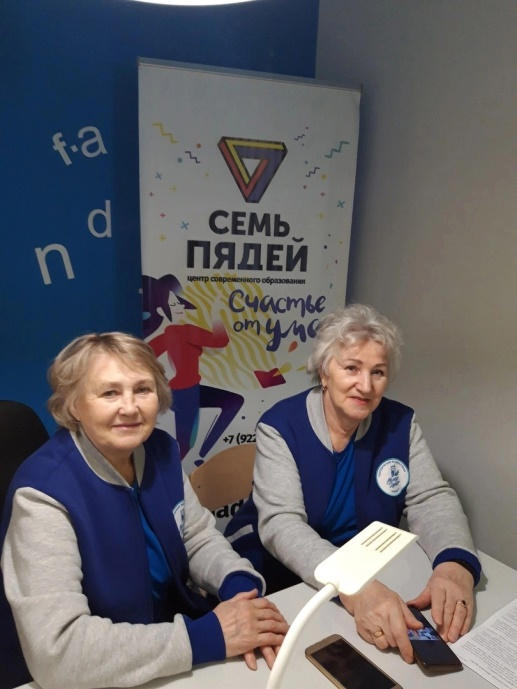 f.a
n d
СЕМЬ
ПЯДЕЙ
центр современного образования
Счастье
от ума
+7 (922